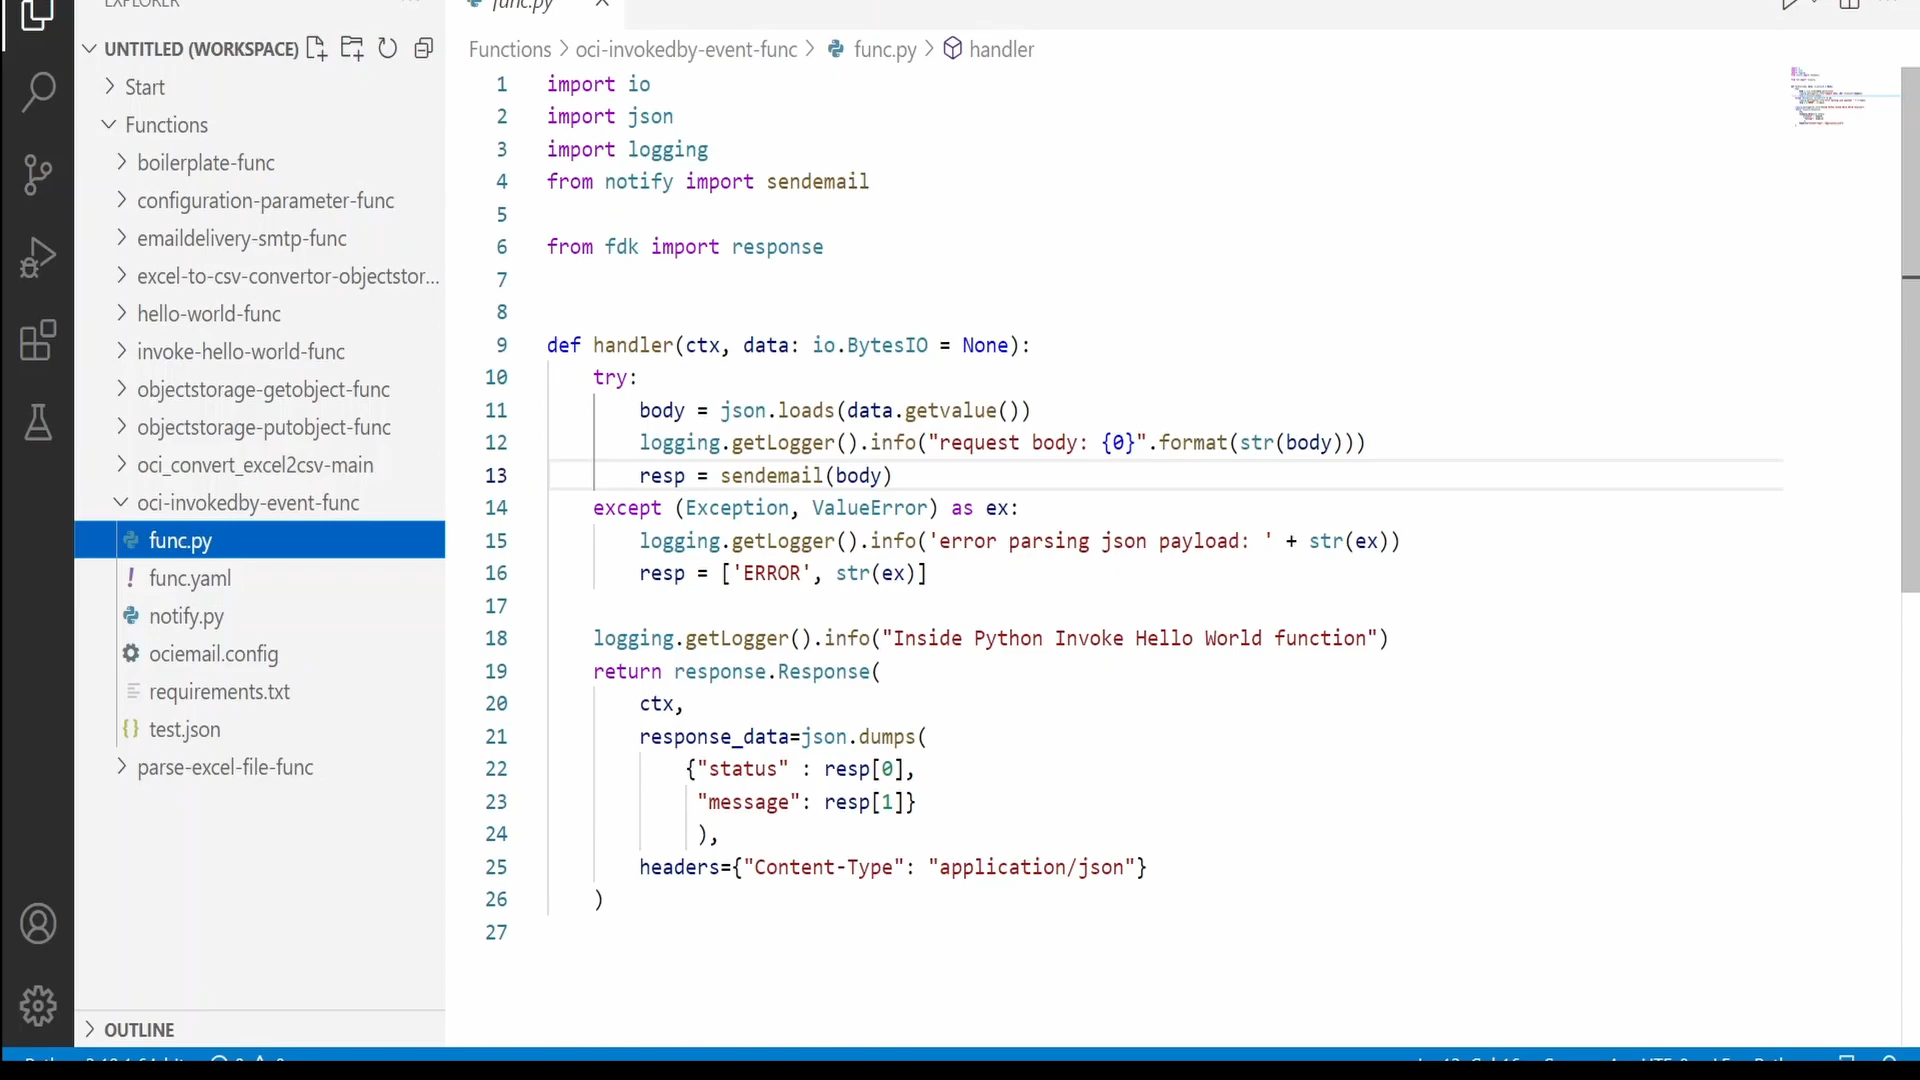 EXPLORER
UNTITLED (WORKSPACE)
Start
Functions
boilerplate-func
configuration-parameter-func
emaildelivery-smtp-func
excel-to-csv-convertor-objectstor...
hello-world-func
invoke-hello-world-func
objectstorage-getobject-func
objectstorage-putobject-func
oci_convert_excel2csv-main
oci-invokedby-event-func
func.py
func.yaml
notify.py
ociemail.config
requirements.txt
test.json
parse-excel-file-func
OUTLINE
func.py
Functions > oci-invokedby-event-func > func.py > handler
1 import io
2 import json
3 import logging
4 from notify import sendemail
5
6 from fdk import response
7
8
9 def handler(ctx, data: io.BytesIO = None):
10 try:
11 body = json.loads(data.getvalue())
12 logging.getLogger().info("request body: {0}".format(str(body)))
13 resp = sendemail(body)
14 except (Exception, ValueError) as ex:
15 logging.getLogger().info('error parsing json payload: ' + str(ex))
16 resp = ['ERROR', str(ex)]
17
18 logging.getLogger().info("Inside Python Invoke Hello World function")
19 return response.Response(
20 ctx,
21 response_data=json.dumps(
22 {"status" : resp[0],
23 "message": resp[1]}
24 ),
25 headers={"Content-Type": "application/json"}
26 )
27